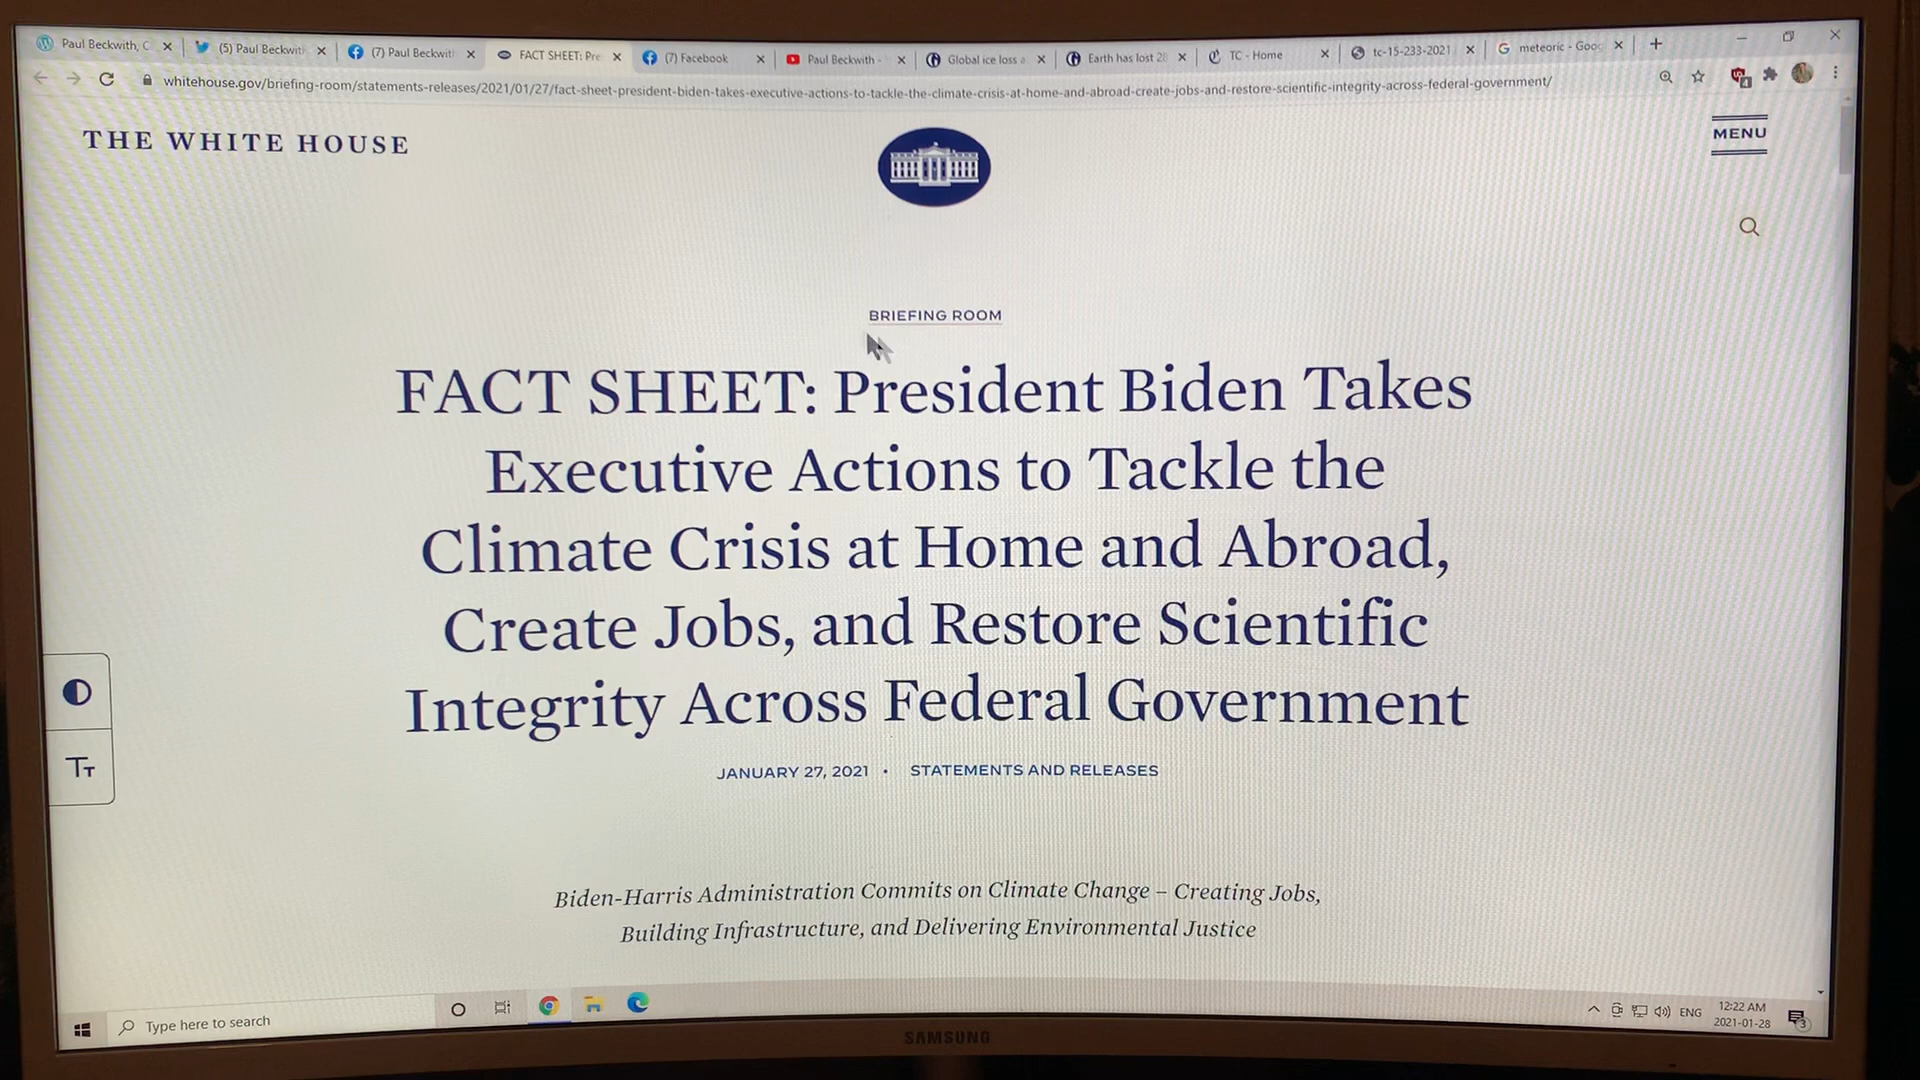 Paul Beckwith, C
(5) Paul Beckwit
(7) Paul Beckwit
FACT SHEET: Pre
(7) Facebook
Paul Beckwith -
Global ice loss a
Earth has lost 28
TC - Home
tc-15-233-2021
meteoric - Goog
whitehouse.gov/briefing-room/statements-releases/2021/01/27/fact-sheet-president-biden-takes-executive-actions-to-tackle-the-climate-crisis-at-home-and-abroad-create-jobs-and-restore-scientific-integrity-across-federal-government/
THE WHITE HOUSE
MENU
BRIEFING ROOM
FACT SHEET: President Biden Takes
Executive Actions to Tackle the
Climate Crisis at Home and Abroad,
Create Jobs, and Restore Scientific
Integrity Across Federal Government
TT
JANUARY 27, 2021 • STATEMENTS AND RELEASES
Biden-Harris Administration Commits on Climate Change – Creating Jobs,
Building Infrastructure, and Delivering Environmental Justice
Type here to search
ENG
12:22 AM
2021-01-28
3
SAMSUNG